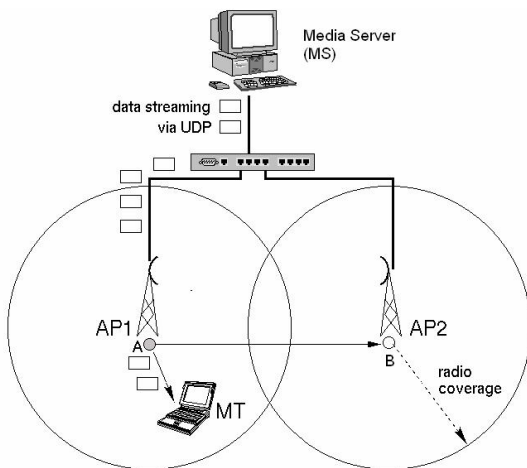 Media Server
(MS)
data streaming
via UDP
AP1
AP2
A
B
radio
coverage
MT